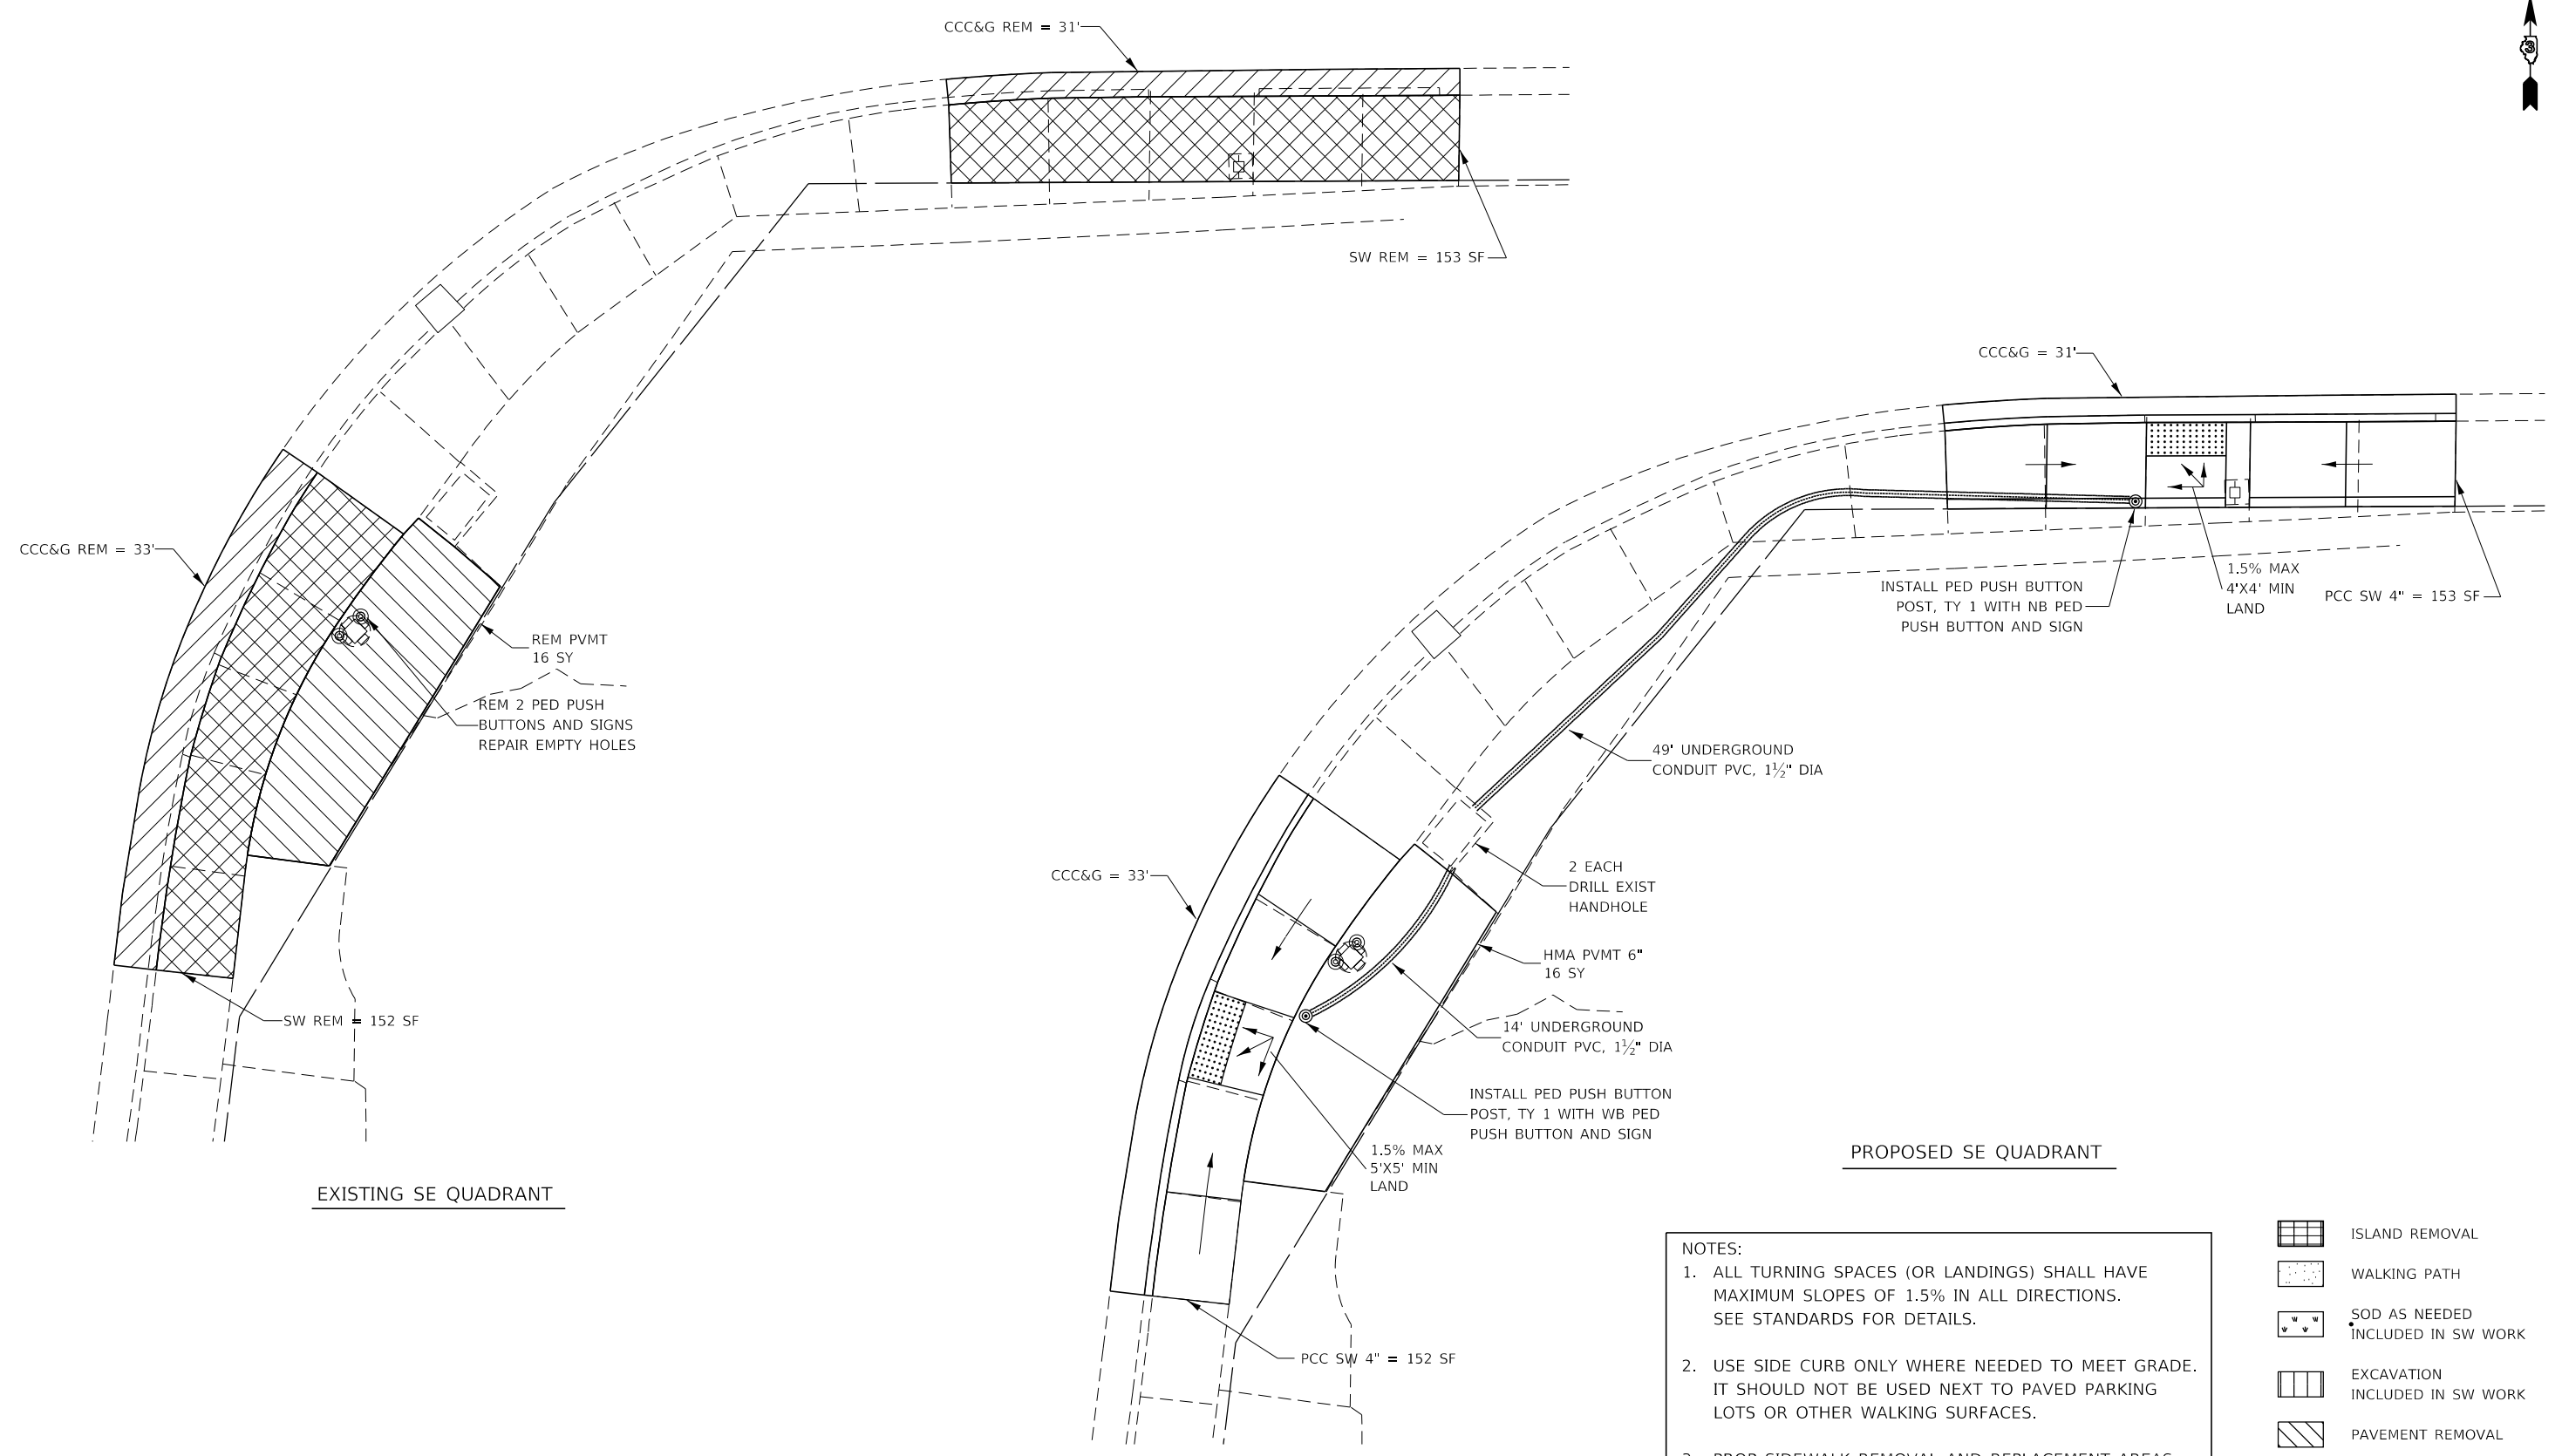 CCC&G REM = 31'
SW REM = 153 SF
CCC&G REM = 33'
REM PVMT
16 SY
REM 2 PED PUSH
BUTTONS AND SIGNS
REPAIR EMPTY HOLES
SW REM = 152 SF
EXISTING SE QUADRANT
3
CCC&G = 31'
INSTALL PED PUSH BUTTON
POST, TY 1 WITH NB PED
PUSH BUTTON AND SIGN
1.5% MAX
4'X4' MIN
LAND
PCC SW 4" = 153 SF
49' UNDERGROUND
CONDUIT PVC, 1½" DIA
CCC&G = 33'
2 EACH
DRILL EXIST
HANDHOLE
HMA PVMT 6"
16 SY
14' UNDERGROUND
CONDUIT PVC, 1½" DIA
INSTALL PED PUSH BUTTON
POST, TY 1 WITH WB PED
PUSH BUTTON AND SIGN
1.5% MAX
5'X5' MIN
LAND
PCC SW 4" = 152 SF
PROPOSED SE QUADRANT
NOTES:
1. ALL TURNING SPACES (OR LANDINGS) SHALL HAVE
MAXIMUM SLOPES OF 1.5% IN ALL DIRECTIONS.
SEE STANDARDS FOR DETAILS.
2. USE SIDE CURB ONLY WHERE NEEDED TO MEET GRADE.
IT SHOULD NOT BE USED NEXT TO PAVED PARKING
LOTS OR OTHER WALKING SURFACES.
3. PROP SIDEWALK REMOVAL AND REPLACEMENT AREAS
ISLAND REMOVAL
WALKING PATH
SOD AS NEEDED
INCLUDED IN SW WORK
EXCAVATION
INCLUDED IN SW WORK
PAVEMENT REMOVAL